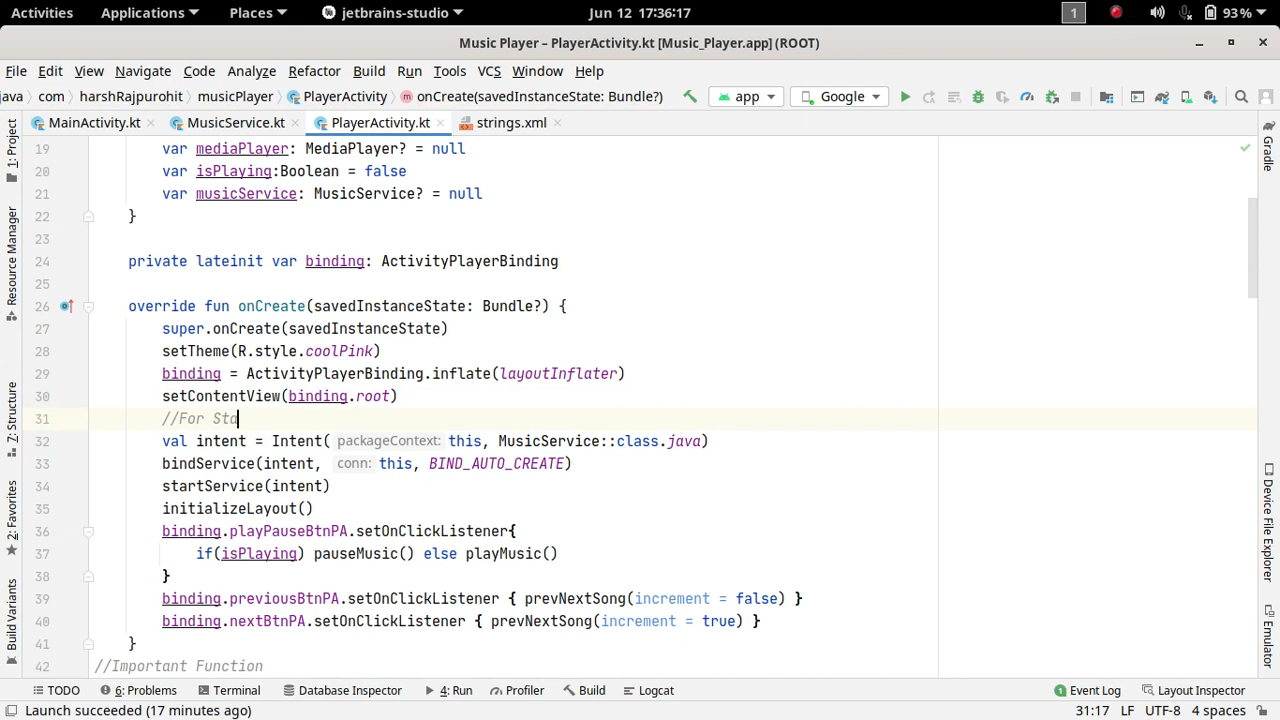 Activities Applications Places jetbrains-studio Jun 12 17:36:17 1 93%
Music Player – PlayerActivity.kt [Music_Player.app] (ROOT)
File Edit View Navigate Code Analyze Refactor Build Run Tools VCS Window Help
java com harshRajpurohit musicPlayer PlayerActivity onCreate(savedInstanceState: Bundle?) app Google
MainActivity.kt MusicService.kt PlayerActivity.kt strings.xml
1: Project
Resource Manager
7: Structure
2: Favorites
Build Variants
19 var mediaPlayer: MediaPlayer? = null
20 var isPlaying:Boolean = false
21 var musicService: MusicService? = null
22 }
23
24 private lateinit var binding: ActivityPlayerBinding
25
26 override fun onCreate(savedInstanceState: Bundle?) {
27 super.onCreate(savedInstanceState)
28 setTheme(R.style.coolPink)
29 binding = ActivityPlayerBinding.inflate(layoutInflater)
30 setContentView(binding.root)
31 //For Sta
32 val intent = Intent( packageContext: this, MusicService::class.java)
33 bindService(intent, conn: this, BIND_AUTO_CREATE)
34 startService(intent)
35 initializeLayout()
36 binding.playPauseBtnPA.setOnClickListener{
37 if(isPlaying) pauseMusic() else playMusic()
38 }
39 binding.previousBtnPA.setOnClickListener { prevNextSong(increment = false) }
40 binding.nextBtnPA.setOnClickListener { prevNextSong(increment = true) }
41 }
42 //Important Function
Gradle
Device File Explorer
Emulator
TODO 6: Problems Terminal Database Inspector 4: Run Profiler Build Logcat 1 Event Log Layout Inspector
Launch succeeded (17 minutes ago) 31:17 LF UTF-8 4 spaces